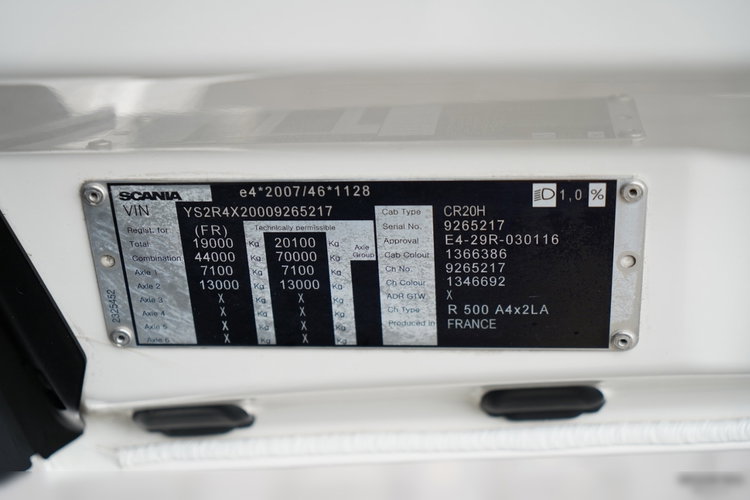 SCANIA e4*2007/46*1128 1,0 %
VIN YS2R4X20009265217 Cab Type CR20H
Regist. for (FR) Technically permissible Serial No. 9265217
Total 19000 Kg 20100 Kg Axle Group Approval E4-29R-030116
Combination 44000 Kg 70000 Kg Cab Colour 1366386
Axle 1 7100 Kg 7100 Kg Ch No. 9265217
Axle 2 13000 Kg 13000 Kg Ch Colour 1346692
Axle 3 X Kg X Kg ADR GTW X
Axle 4 X Kg X Kg Ch Type R 500 A4x2LA
Axle 5 X Kg X Kg Produced in FRANCE
Axle 6 X Kg X Kg
2325452